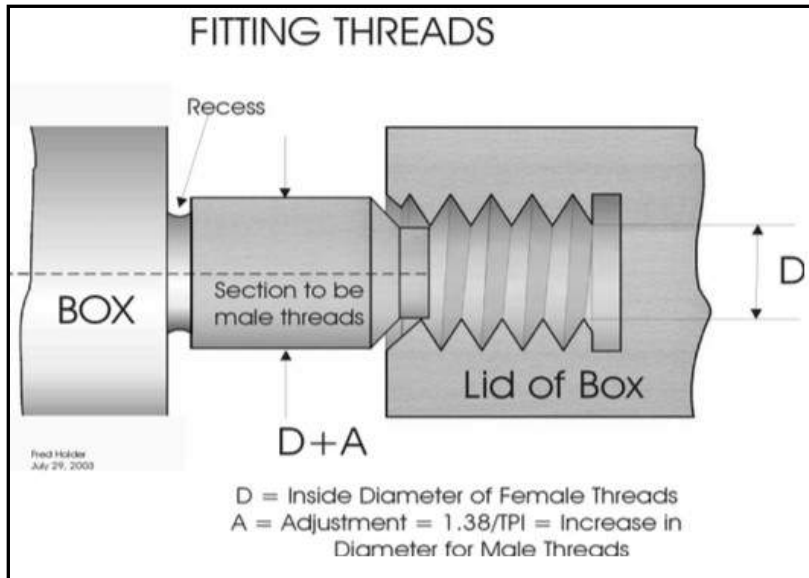 FITTING THREADS
Recess
BOX
Section to be
male threads
D
Lid of Box
D+A
Fred Holder
July 29, 2003
D = Inside Diameter of Female Threads
A = Adjustment = 1.38/TPI = Increase in
Diameter for Male Threads